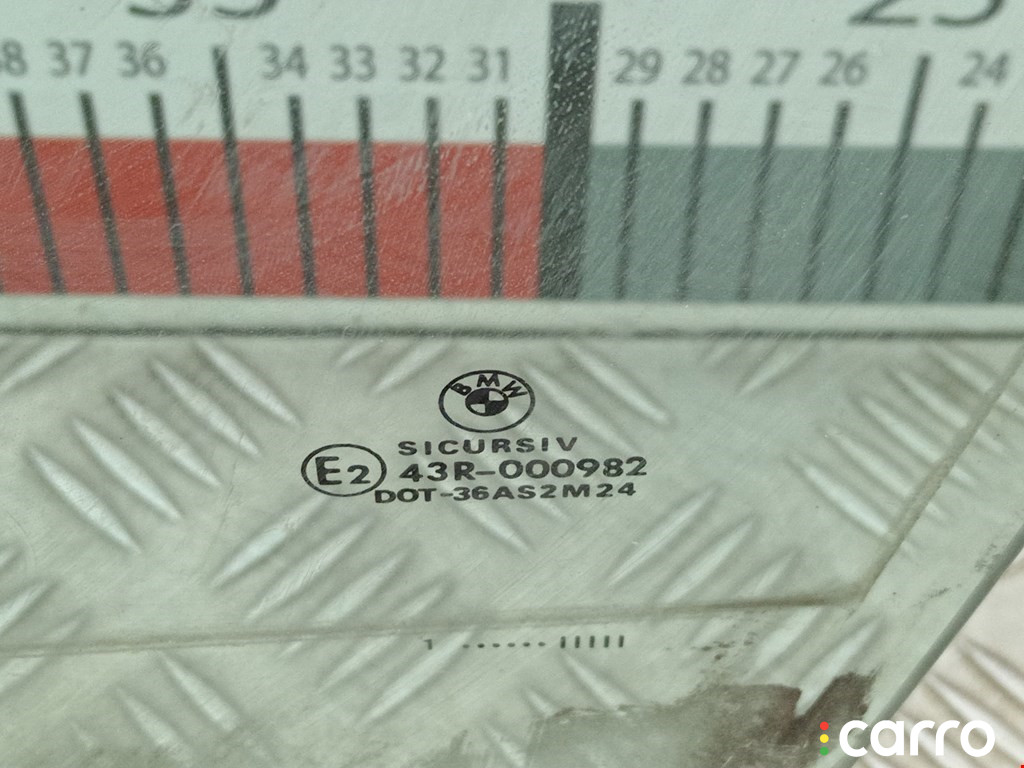 36 37 36 34 33 32 31 29 28 27 26 24
BMW
SICURSIV
E2 43R-000982
DOT-36AS2M24
1 ...... IIIII
carro